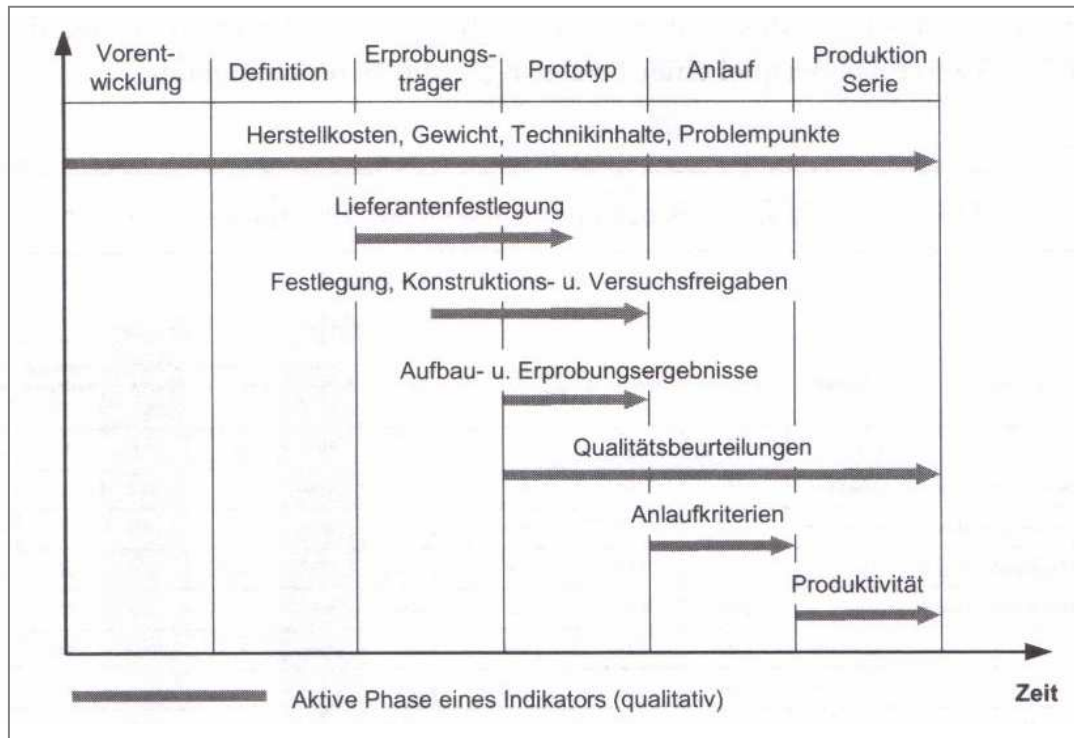 Vorent-
wicklung
Definition
Erprobungs-
träger
Prototyp
Anlauf
Produktion
Serie
Herstellkosten, Gewicht, Technikinhalte, Problempunkte
Lieferantenfestlegung
Festlegung, Konstruktions- u. Versuchsfreigaben
Aufbau- u. Erprobungsergebnisse
Qualitätsbeurteilungen
Anlaufkriterien
Produktivität
Zeit
Aktive Phase eines Indikators (qualitativ)